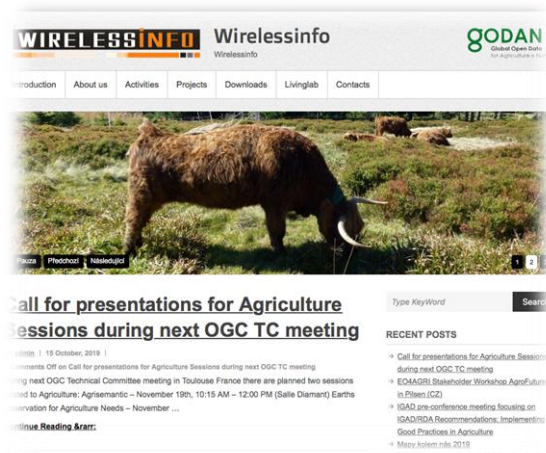 WIRELESSINFO Wirelessinfo
Wirelessinfo
GODAN
Global Open Data
for Agriculture &
Introduction About us Activities Projects Downloads Livinglab Contacts
Pauza Předchozí Následující 1 2
Call for presentations for Agriculture
Sessions during next OGC TC meeting
admin | 15 October, 2019 |
Comments Off on Call for presentations for Agriculture Sessions during next OGC TC meeting
next OGC Technical Committee meeting in Toulouse France there are planned two sessions
to Agriculture: Agrisemantic – November 19th, 10:15 AM – 12:00 PM (Salle Diamant) Earths
for Agriculture Needs – November ...
Continue Reading &rarr:
Type KeyWord Search
RECENT POSTS
Call for presentations for Agriculture Sessions
during next OGC TC meeting
EO4AGRI Stakeholder Workshop AgroFuture
in Pilsen (CZ)
IGAD pre-conference meeting focusing on
IGAD/RDA Recommendations: Implementing
Good Practices in Agriculture
Mapy kolem nás 2019